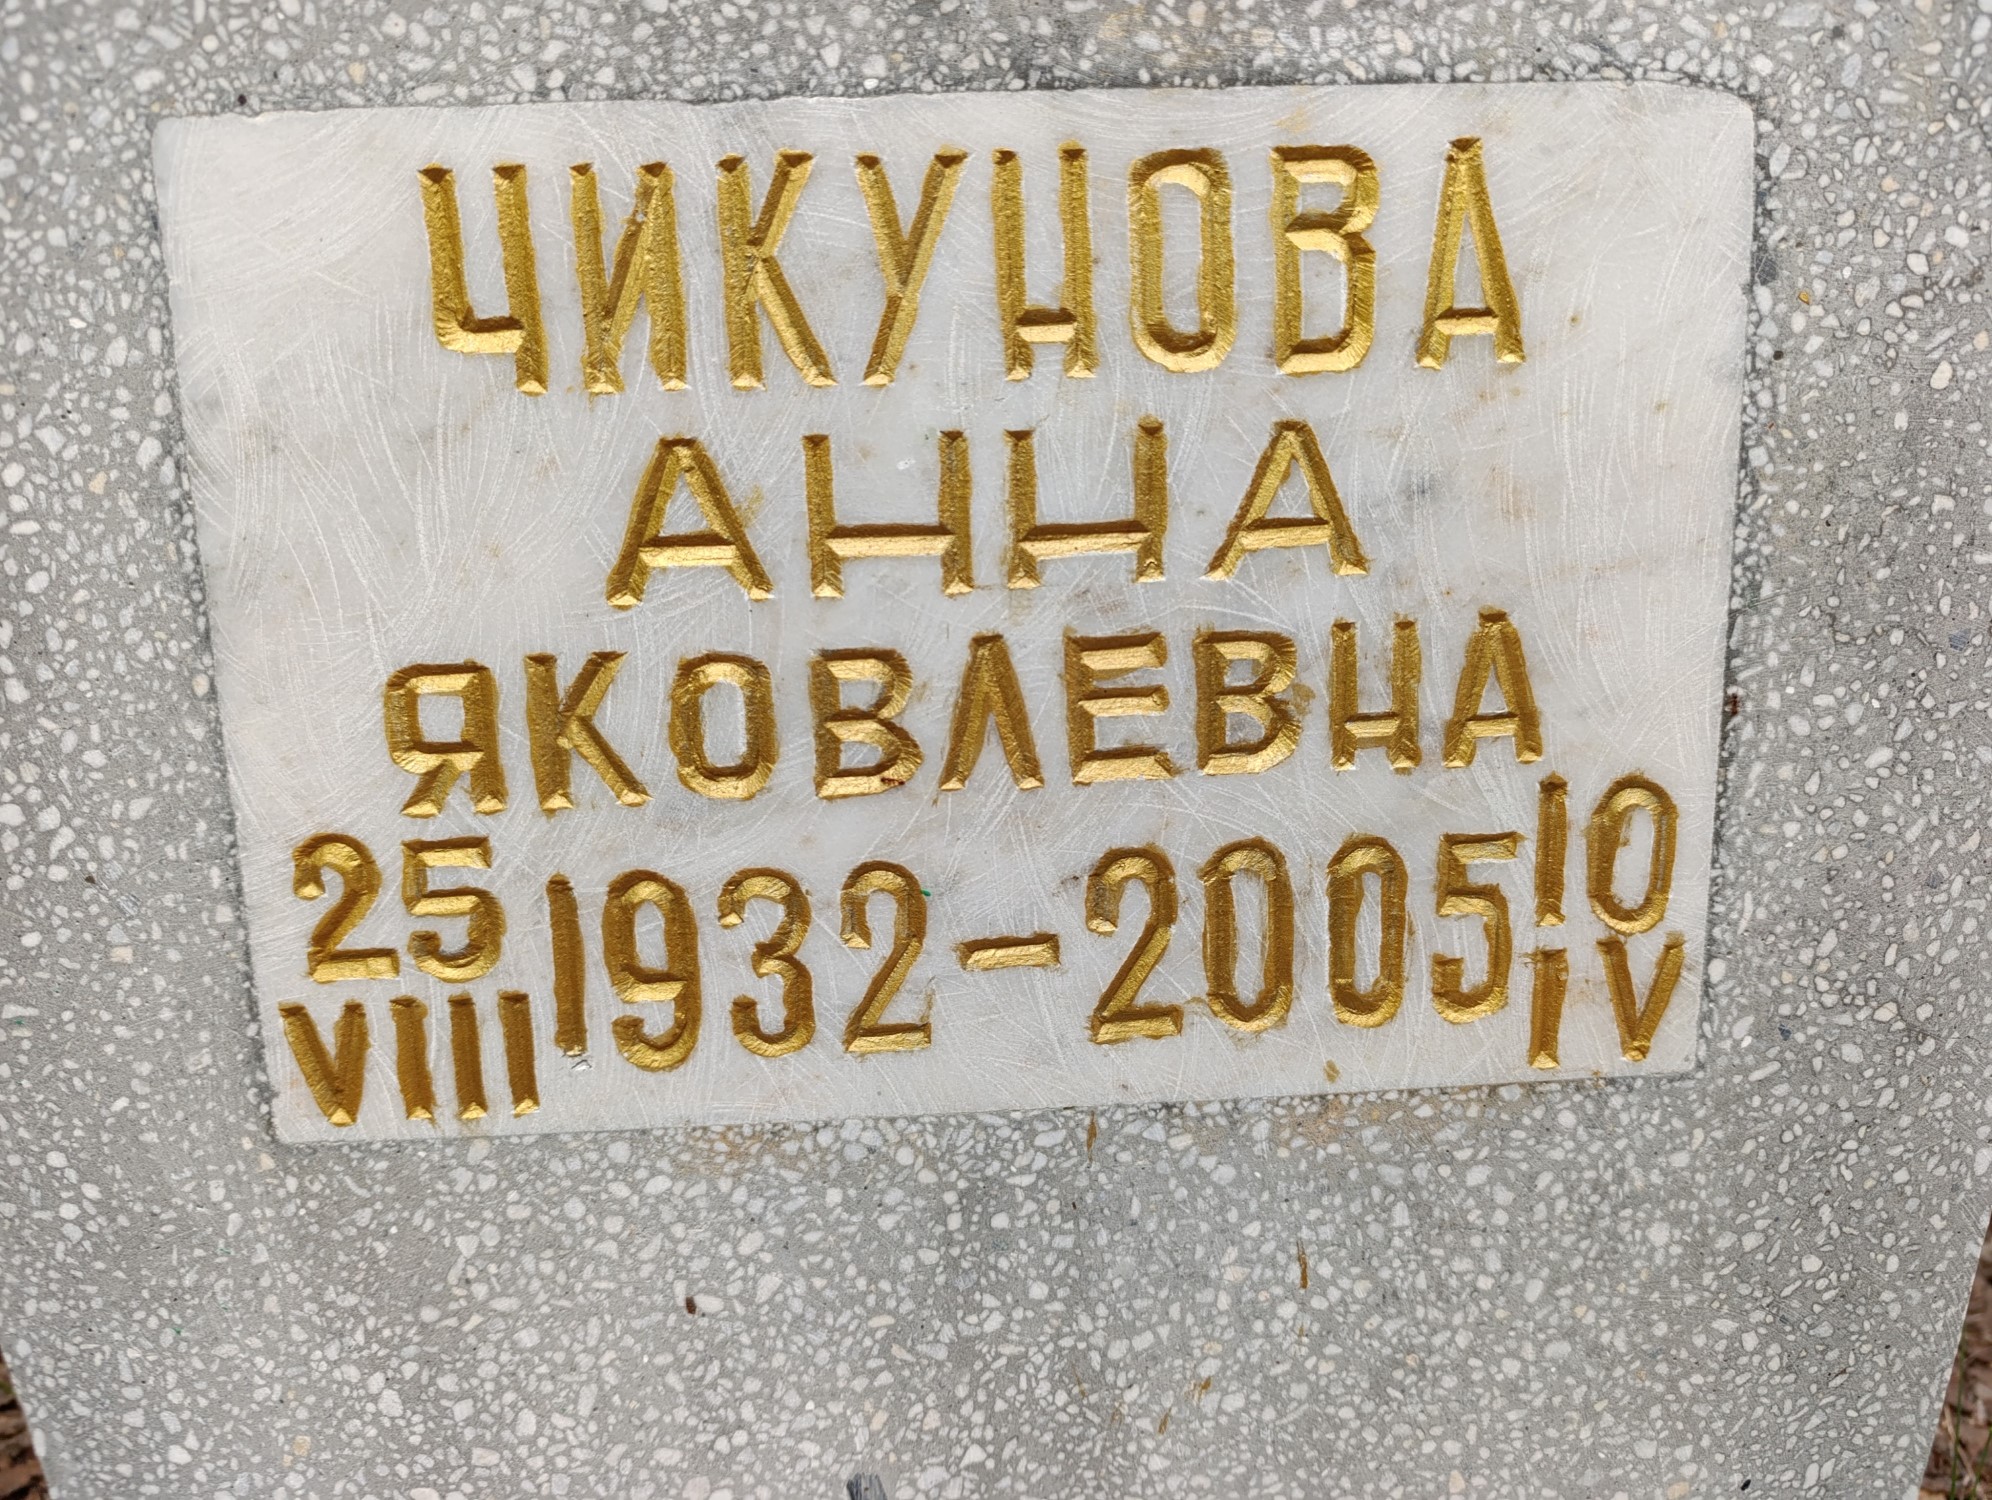 ЧИКУНОВА
АННА
ЯКОВЛЕВНА
25 VIII 1932-2005 10 IV